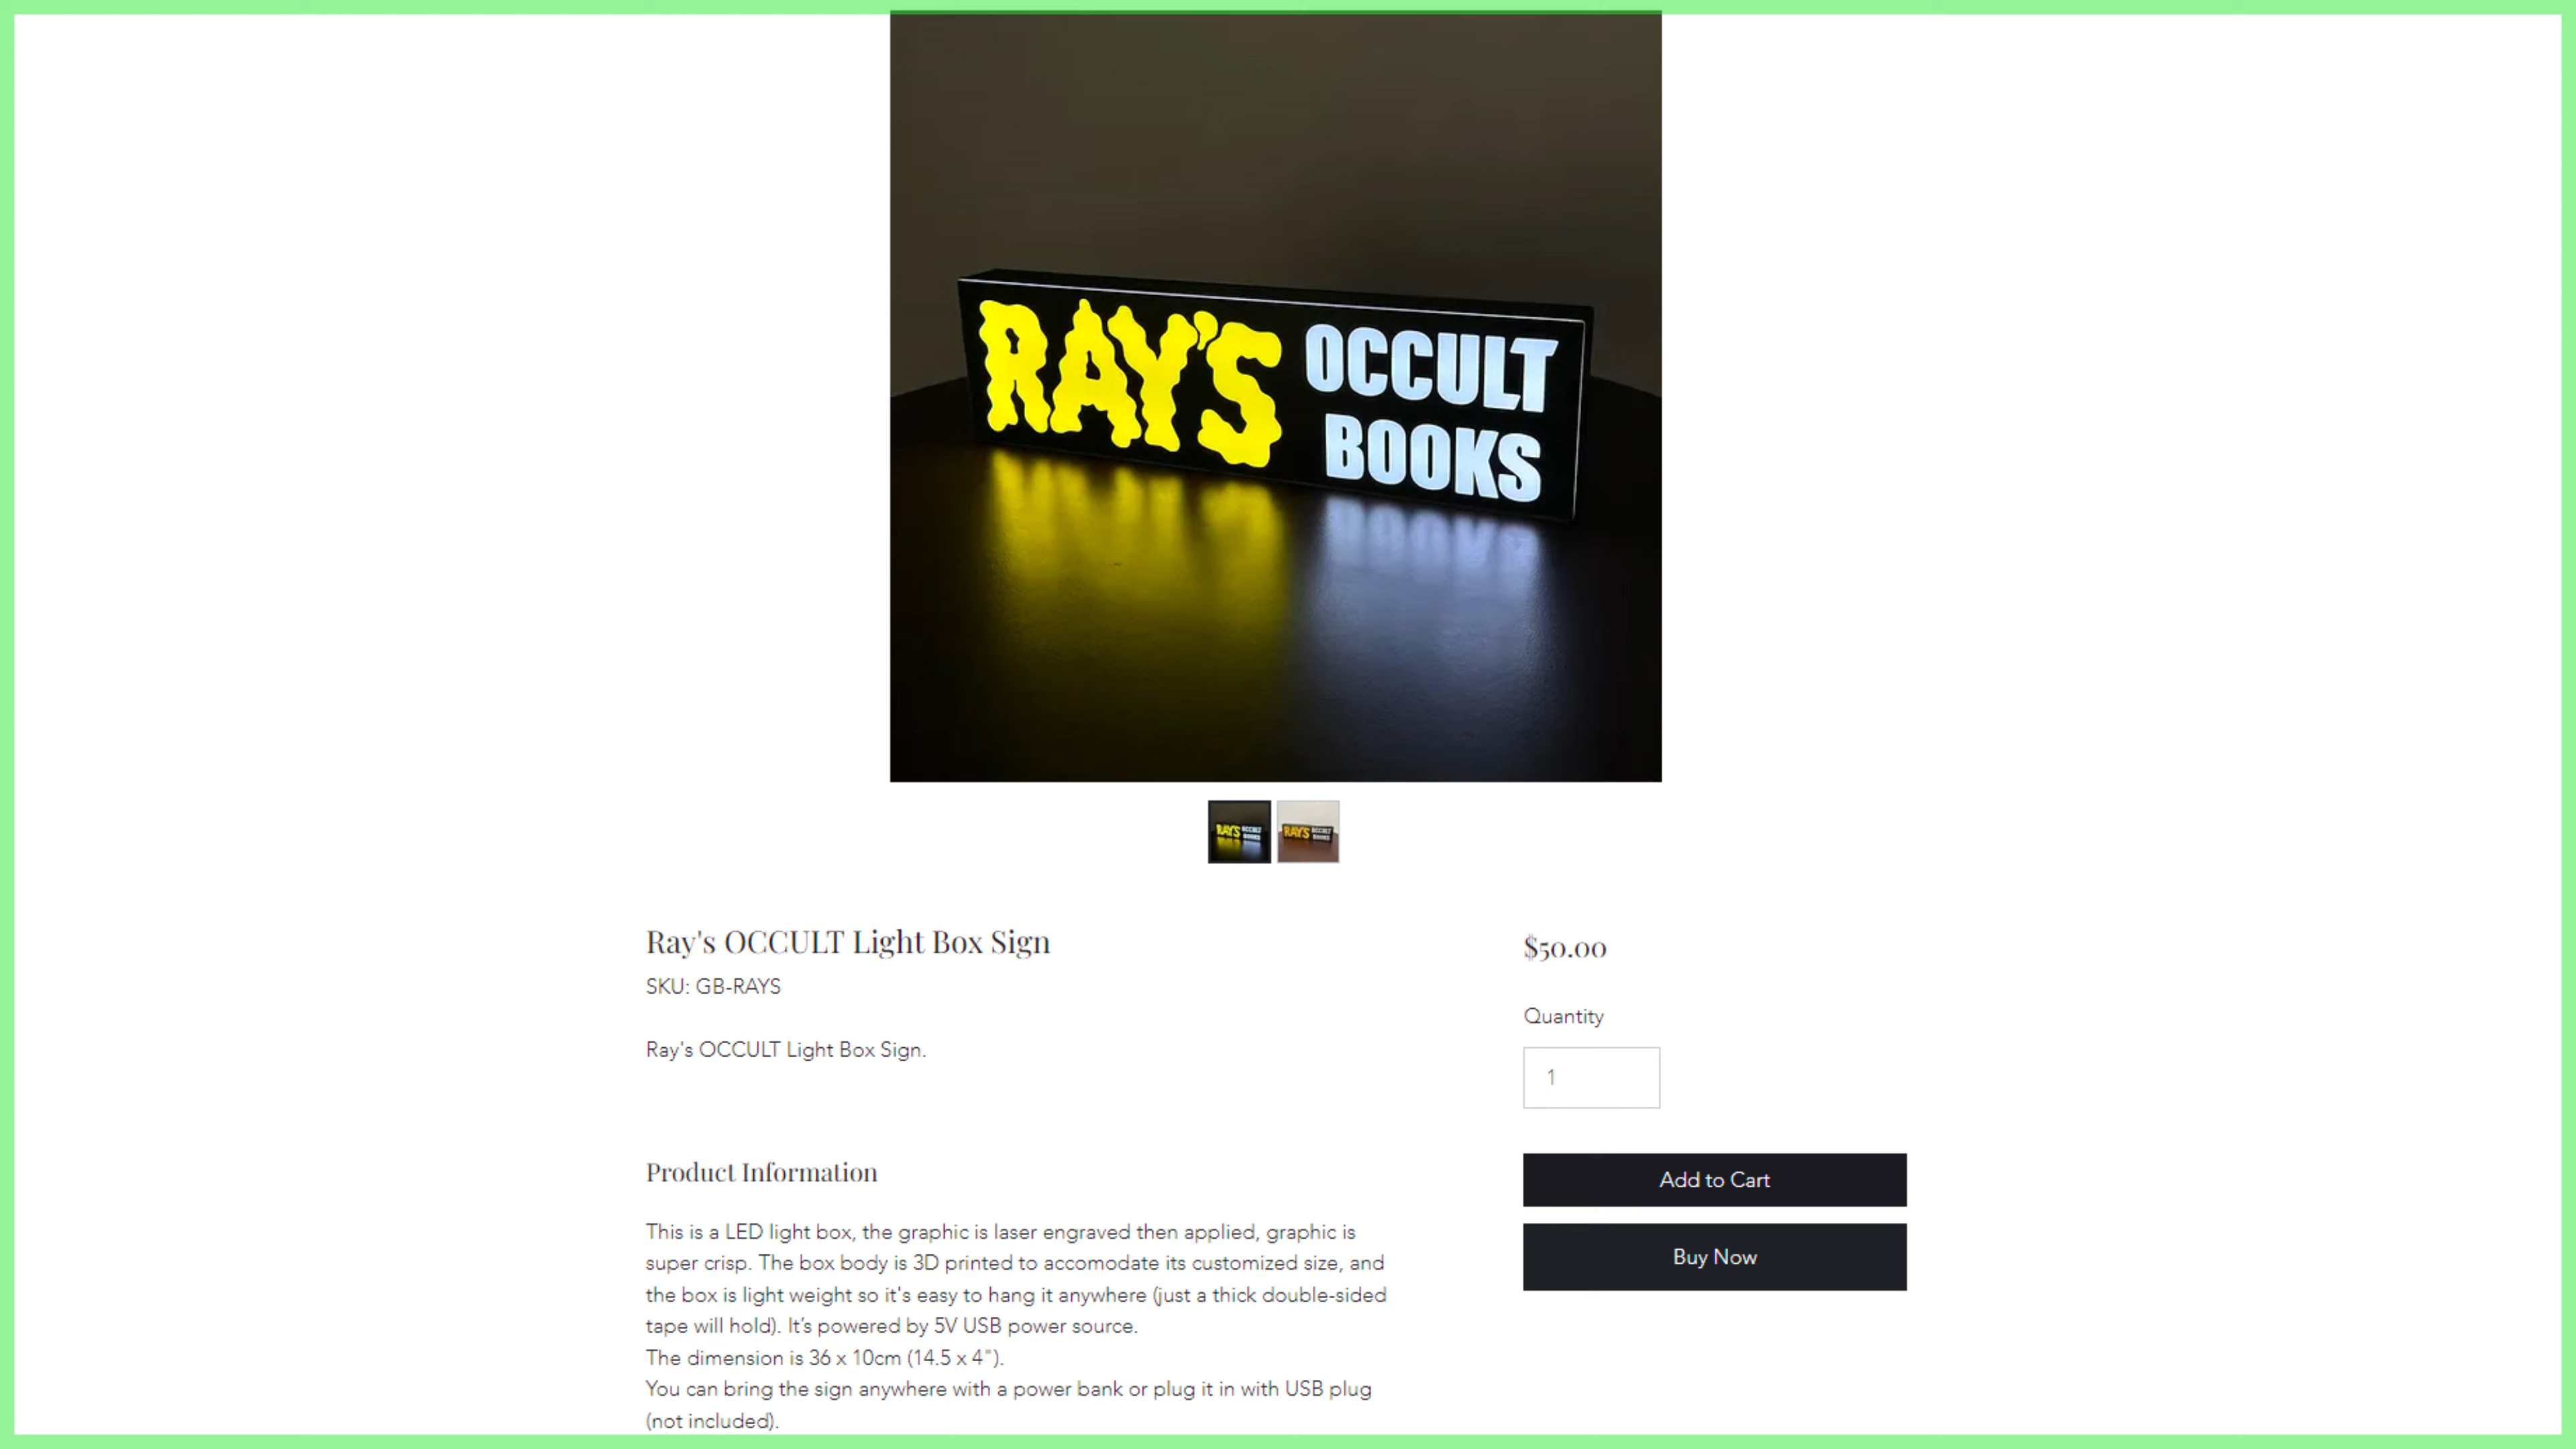 RAY'S OCCULT
BOOKS
Ray's OCCULT Light Box Sign
SKU: GB-RAYS
Ray's OCCULT Light Box Sign.
Product Information
This is a LED light box, the graphic is laser engraved then applied, graphic is
super crisp. The box body is 3D printed to accomodate its customized size, and
the box is light weight so it's easy to hang it anywhere (just a thick double-sided
tape will hold). It’s powered by 5V USB power source.
The dimension is 36 x 10cm (14.5 x 4").
You can bring the sign anywhere with a power bank or plug it in with USB plug
(not included).
$50.00
Quantity
1
Add to Cart
Buy Now